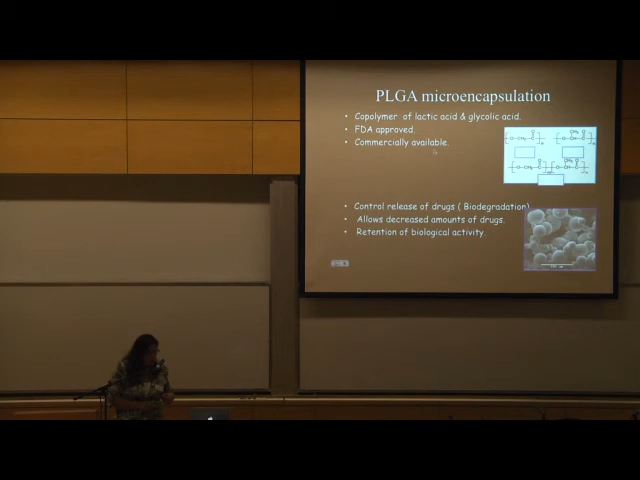 PLGA microencapsulation
• Copolymer of lactic acid & glycolic acid.
• FDA approved.
• Commercially available.
• Control release of drugs ( Biodegradation)
• Allows decreased amounts of drugs.
• Retention of biological activity.